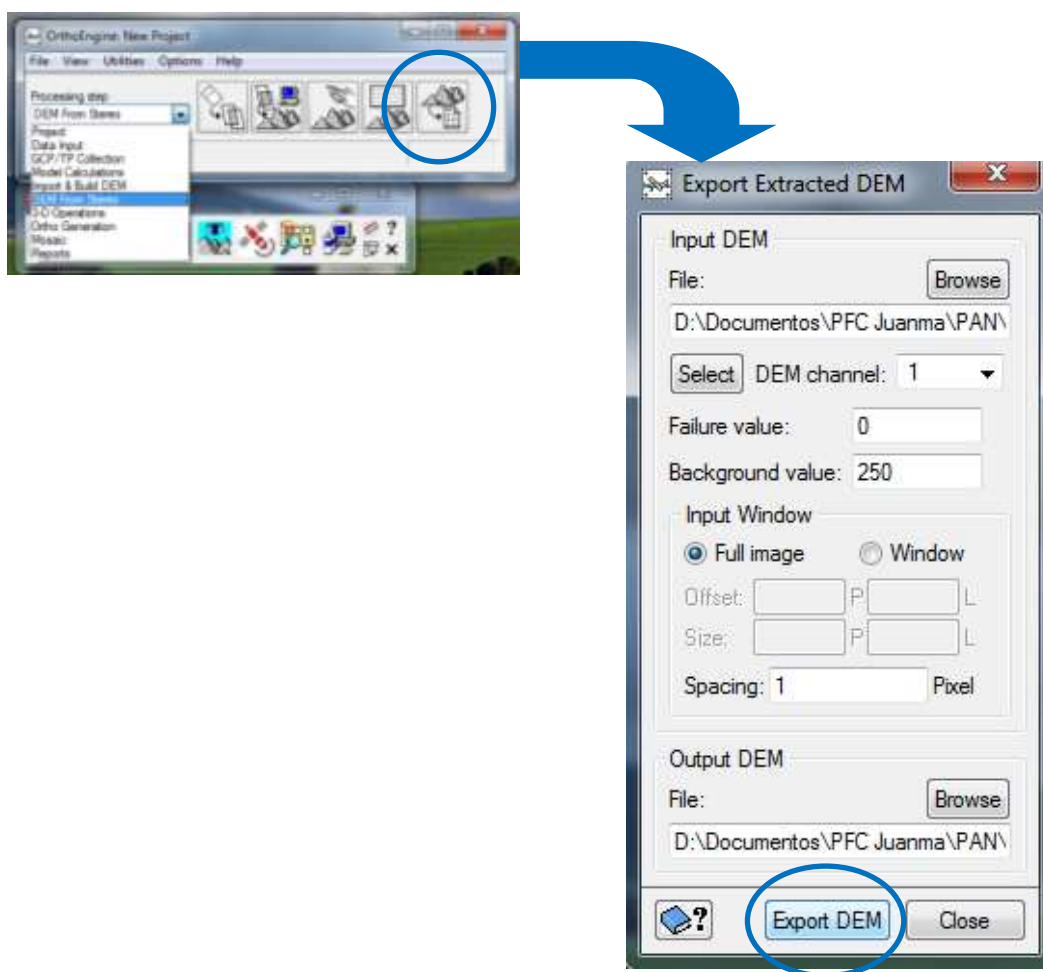 OrthoEngine: New Project
File View Utilities Options Help
Processing step:
DEM From Stereo
Project
Data Input
GCP/TP Collection
Model Calculations
Import & Build DEM
DEM From Stereo
3-D Operations
Ortho Generation
Mosaic
Reports
Export Extracted DEM
Input DEM
File: Browse
D:\Documentos\PFC Juanma\PAN\
Select DEM channel: 1
Failure value: 0
Background value: 250
Input Window
Full image Window
Offset: P L
Size: P L
Spacing: 1 Pixel
Output DEM
File: Browse
D:\Documentos\PFC Juanma\PAN\
? Export DEM Close